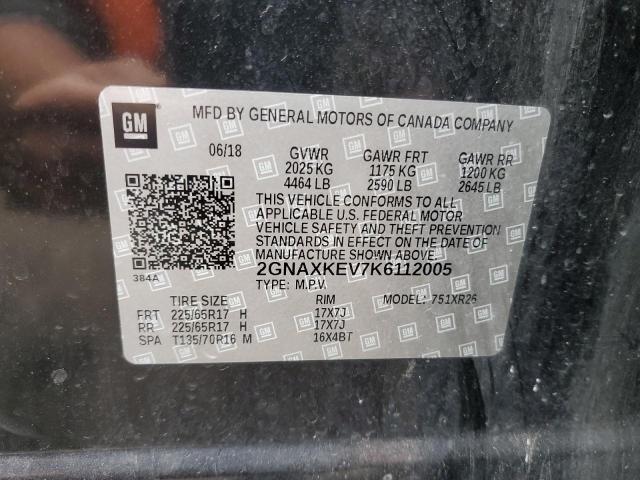 GM MFD BY GENERAL MOTORS OF CANADA COMPANY
06/18 GVWR GAWR FRT GAWR RR
2025 KG 1175 KG 1200 KG
4464 LB 2590 LB 2645 LB
THIS VEHICLE CONFORMS TO ALL
APPLICABLE U.S. FEDERAL MOTOR
VEHICLE SAFETY AND THEFT PREVENTION
STANDARDS IN EFFECT ON THE DATE OF
MANUFACTURE SHOWN ABOVE.
384A 2GNAXKEV7K6112005
TYPE: M.P.V.
TIRE SIZE RIM MODEL: 751XR26
FRT 225/65R17 H 17X7J
RR 225/65R17 H 17X7J
SPA T135/70R16 M 16X4BT